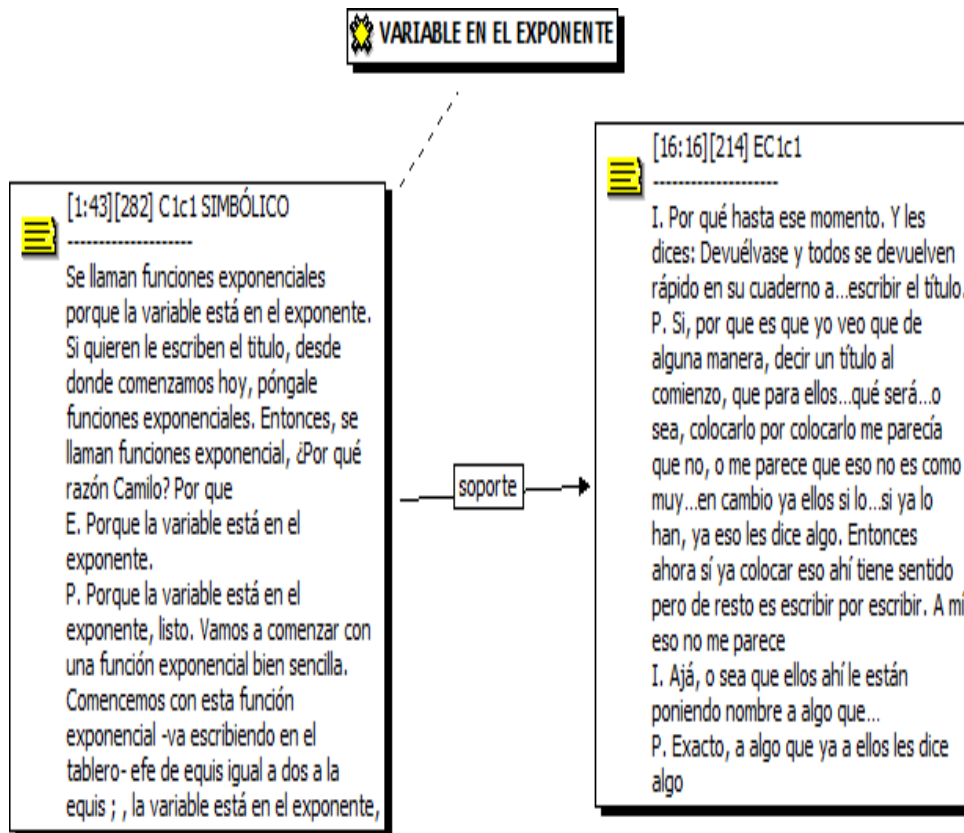 VARIABLE EN EL EXPONENTE
[1:43][282] C1c1 SIMBÓLICO
--------------------
Se llaman funciones exponenciales
porque la variable está en el exponente.
Si quieren le escriben el titulo, desde
donde comenzamos hoy, póngale
funciones exponenciales. Entonces, se
llaman funciones exponencial, ¿Por qué
razón Camilo? Por que
E. Porque la variable está en el
exponente.
P. Porque la variable está en el
exponente, listo. Vamos a comenzar con
una función exponencial bien sencilla.
Comencemos con esta función
exponencial -va escribiendo en el
tablero- efe de equis igual a dos a la
equis ; , la variable está en el exponente,
soporte
[16:16][214] EC1c1
--------------------
I. Por qué hasta ese momento. Y les
dices: Devuélvase y todos se devuelven
rápido en su cuaderno a...escribir el título.
P. Si, por que es que yo veo que de
alguna manera, decir un título al
comienzo, que para ellos...qué será...o
sea, colocarlo por colocarlo me parecía
que no, o me parece que eso no es como
muy...en cambio ya ellos si lo...si ya lo
han, ya eso les dice algo. Entonces
ahora sí ya colocar eso ahí tiene sentido
pero de resto es escribir por escribir. A mí
eso no me parece
I. Ajá, o sea que ellos ahí le están
poniendo nombre a algo que...
P. Exacto, a algo que ya a ellos les dice
algo